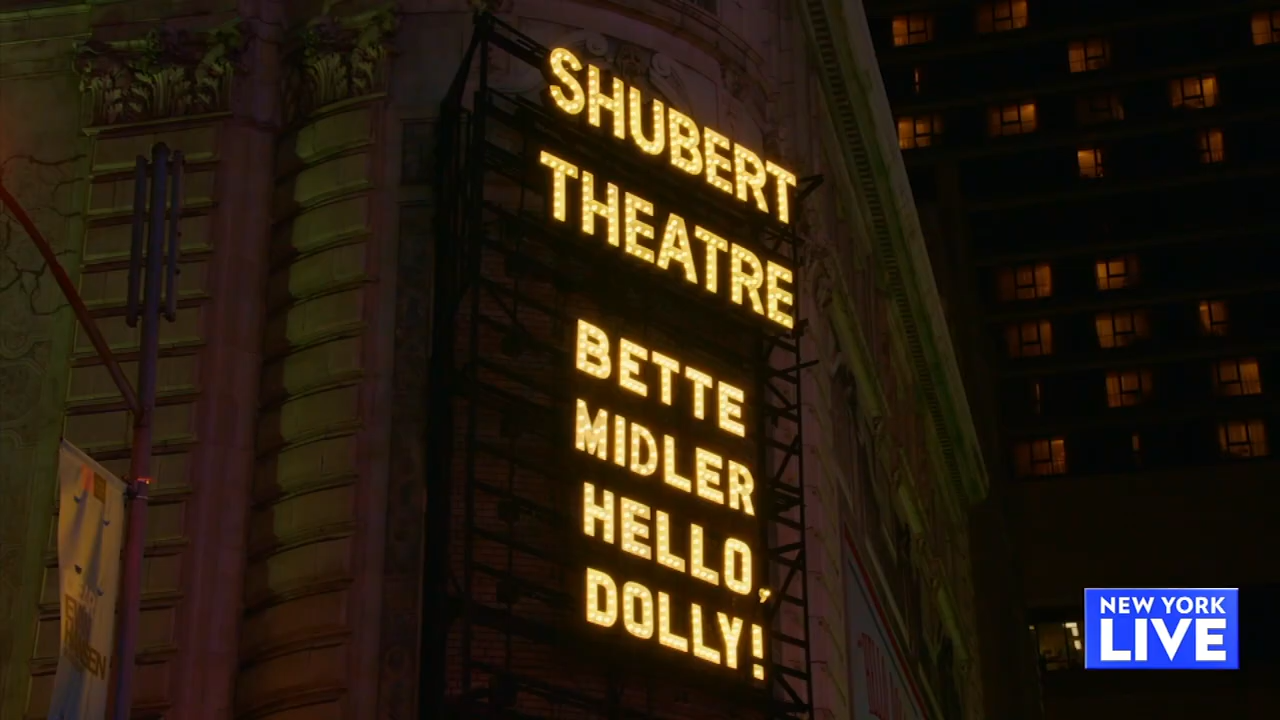 SHUBERT
THEATRE
BETTE
MIDLER
HELLO,
DOLLY!
NEW YORK
LIVE